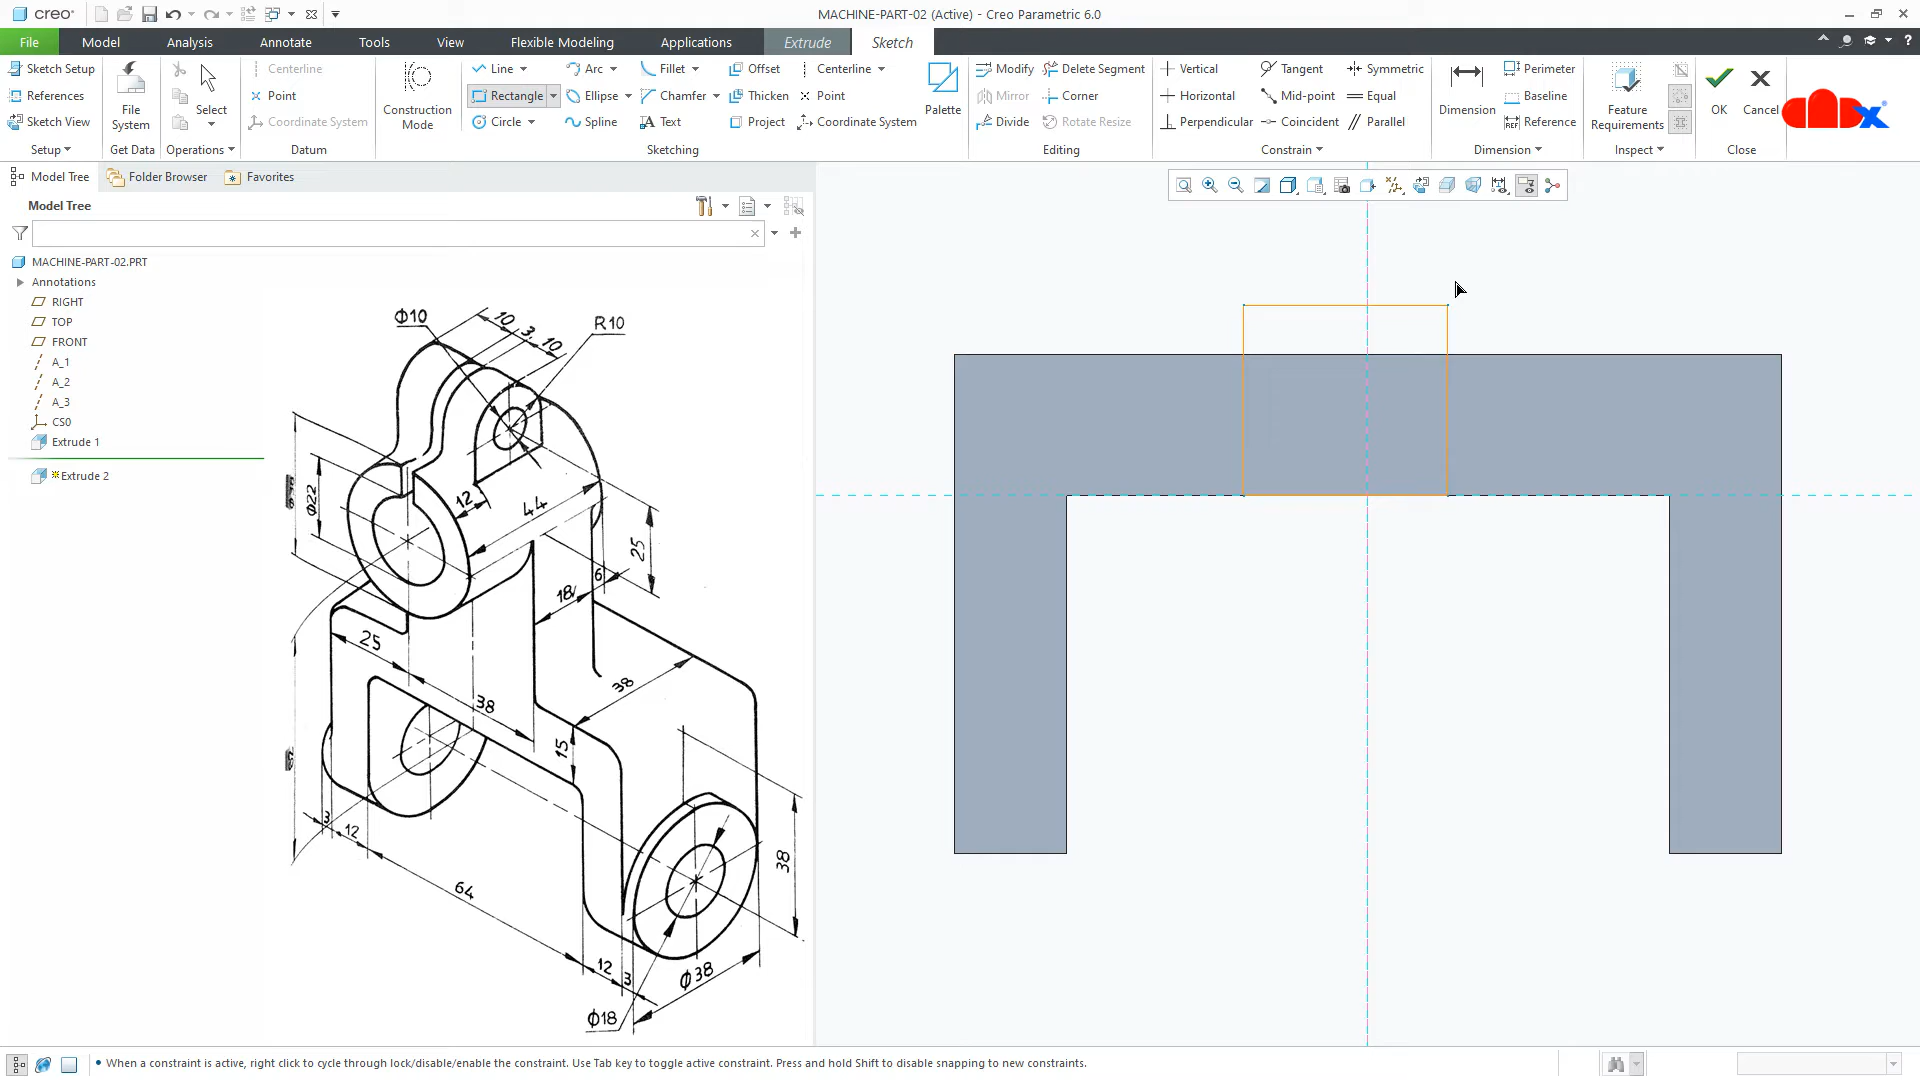 creo
MACHINE-PART-02 (Active) - Creo Parametric 6.0
File Model Analysis Annotate Tools View Flexible Modeling Applications Extrude Sketch
Sketch Setup
References
Sketch View
Setup
File System
Get Data
Select
Operations
Centerline
Point
Coordinate System
Datum
Construction Mode
Line Arc Fillet Offset Centerline
Rectangle Ellipse Chamfer Thicken Point
Circle Spline Text Project Coordinate System
Palette
Sketching
Modify Delete Segment
Mirror Corner
Divide Rotate Resize
Editing
Vertical Tangent Symmetric
Horizontal Mid-point Equal
Perpendicular Coincident Parallel
Constrain
Dimension
Perimeter
Baseline
Reference
Dimension
Feature Requirements
Inspect
OK Cancel
Close
Model Tree Folder Browser Favorites
Model Tree
MACHINE-PART-02.PRT
Annotations
RIGHT
TOP
FRONT
A_1
A_2
A_3
CS0
Extrude 1
Extrude 2
Φ10
10
3
10
R10
Φ22
12
44
25
6
18
25
38
38
15
3
12
64
38
12
3
Φ38
Φ18
When a constraint is active, right click to cycle through lock/disable/enable the constraint. Use Tab key to toggle active constraint. Press and hold Shift to disable snapping to new constraints.